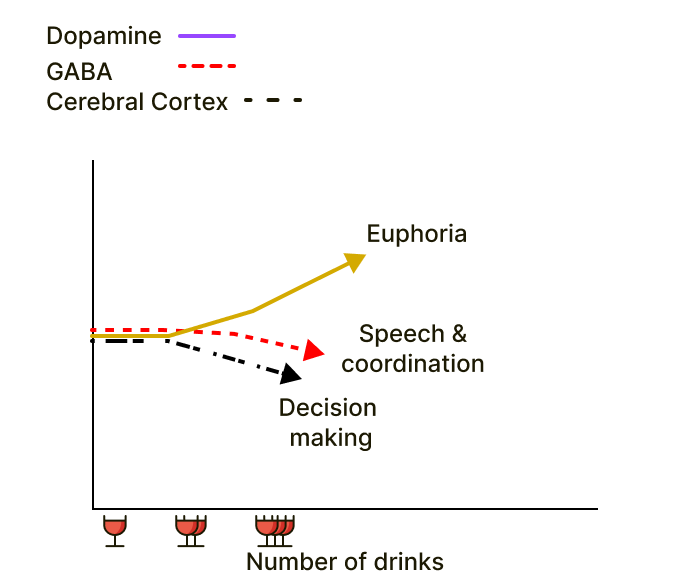 Dopamine
GABA
Cerebral Cortex
Euphoria
Speech &
coordination
Decision
making
Number of drinks